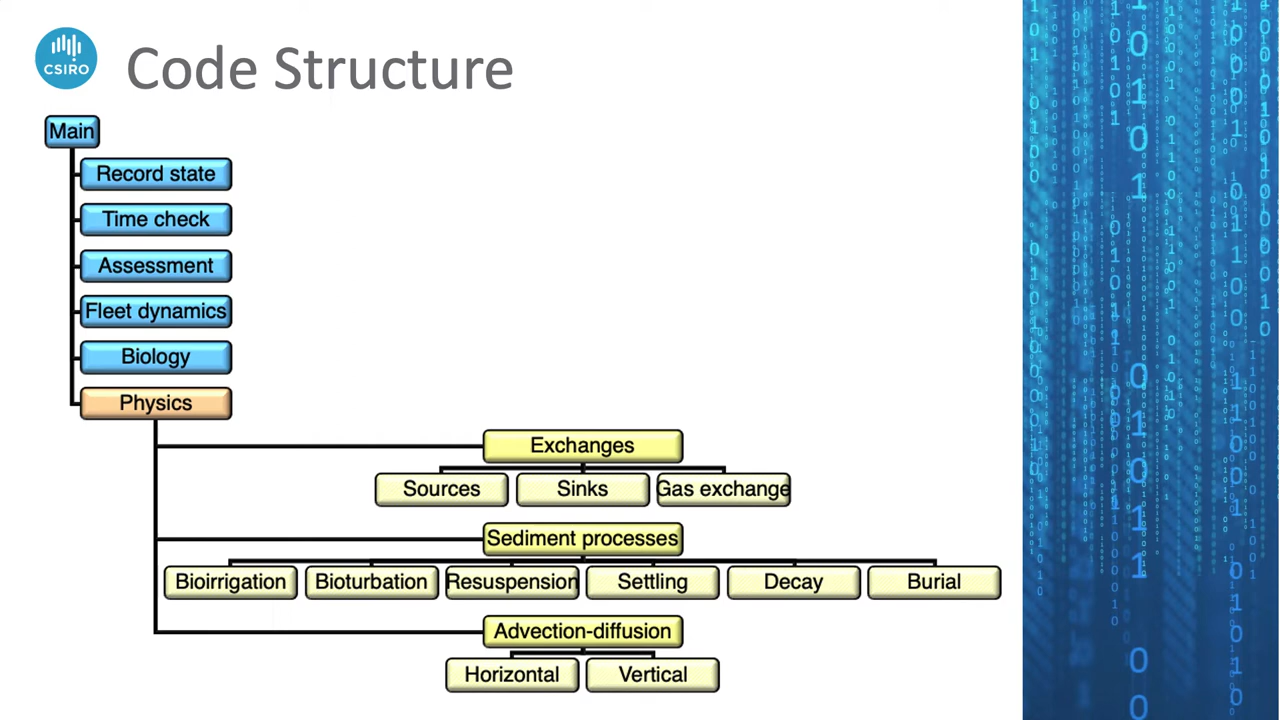 CSIRO
Code Structure
Main
Record state
Time check
Assessment
Fleet dynamics
Biology
Physics
Exchanges
Sources
Sinks
Gas exchange
Sediment processes
Bioirrigation
Bioturbation
Resuspension
Settling
Decay
Burial
Advection-diffusion
Horizontal
Vertical